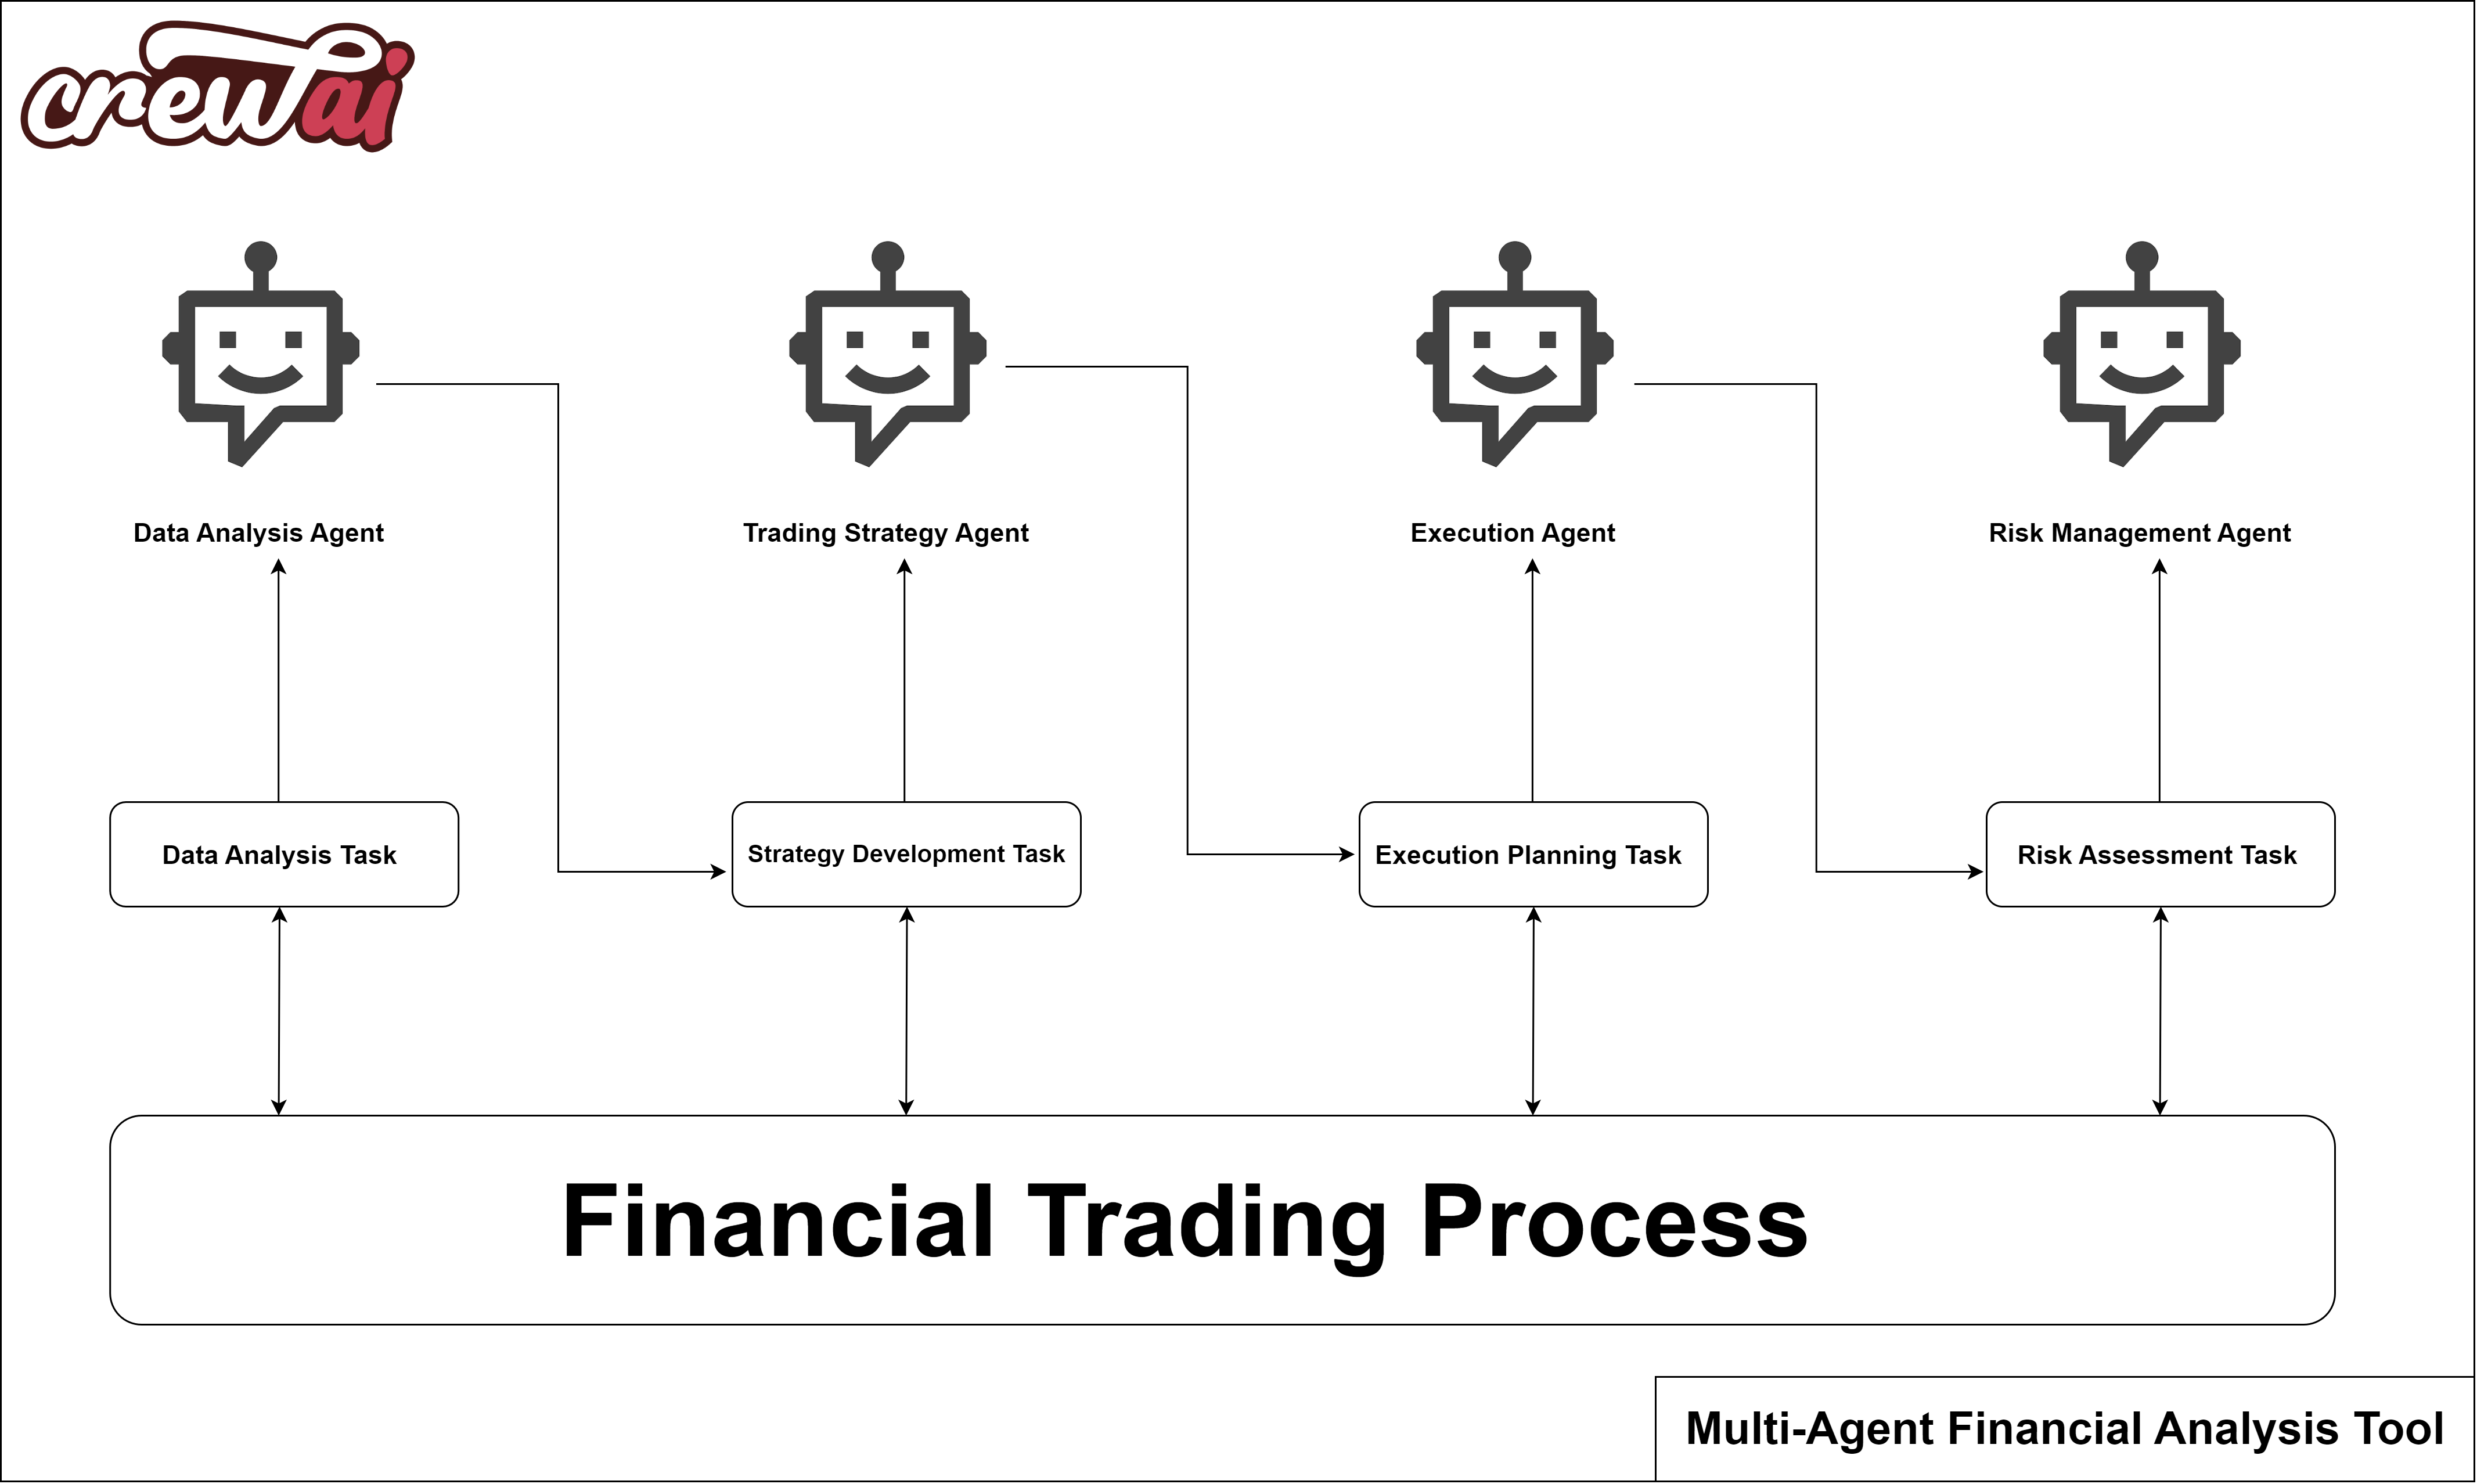 crewai
Data Analysis Agent
Trading Strategy Agent
Execution Agent
Risk Management Agent
Data Analysis Task
Strategy Development Task
Execution Planning Task
Risk Assessment Task
Financial Trading Process
Multi-Agent Financial Analysis Tool